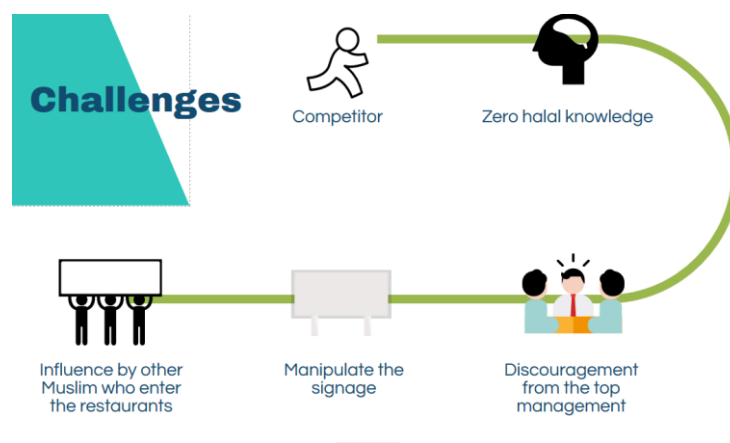 Challenges
Competitor
Zero halal knowledge
Influence by other
Muslim who enter
the restaurants
Manipulate the
signage
Discouragement
from the top
management